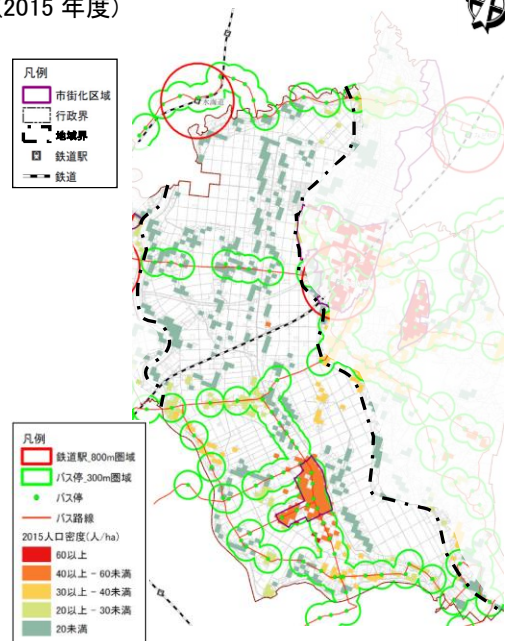 (2015 年度)
凡例
市街化区域
行政界
地域界
鉄道駅
鉄道
水海道
凡例
鉄道駅_800m圏域
バス停_300m圏域
バス停
バス路線
2015人口密度(人/ha)
60以上
40以上 - 60未満
30以上 - 40未満
20以上 - 30未満
20未満